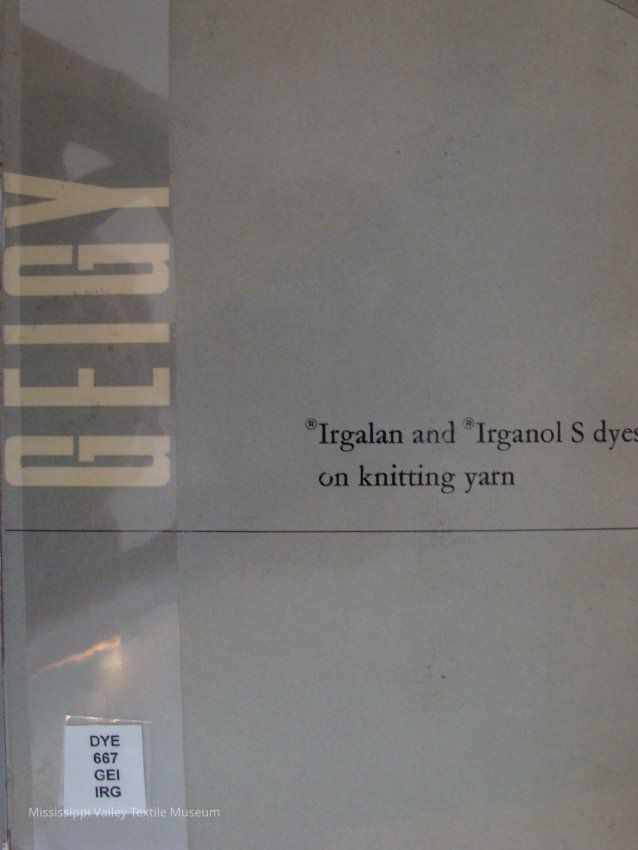 GEIGY
®Irgalan and ®Irganol S dyes
on knitting yarn
DYE
667
GEI
IRG
Mississippi Valley Textile Museum